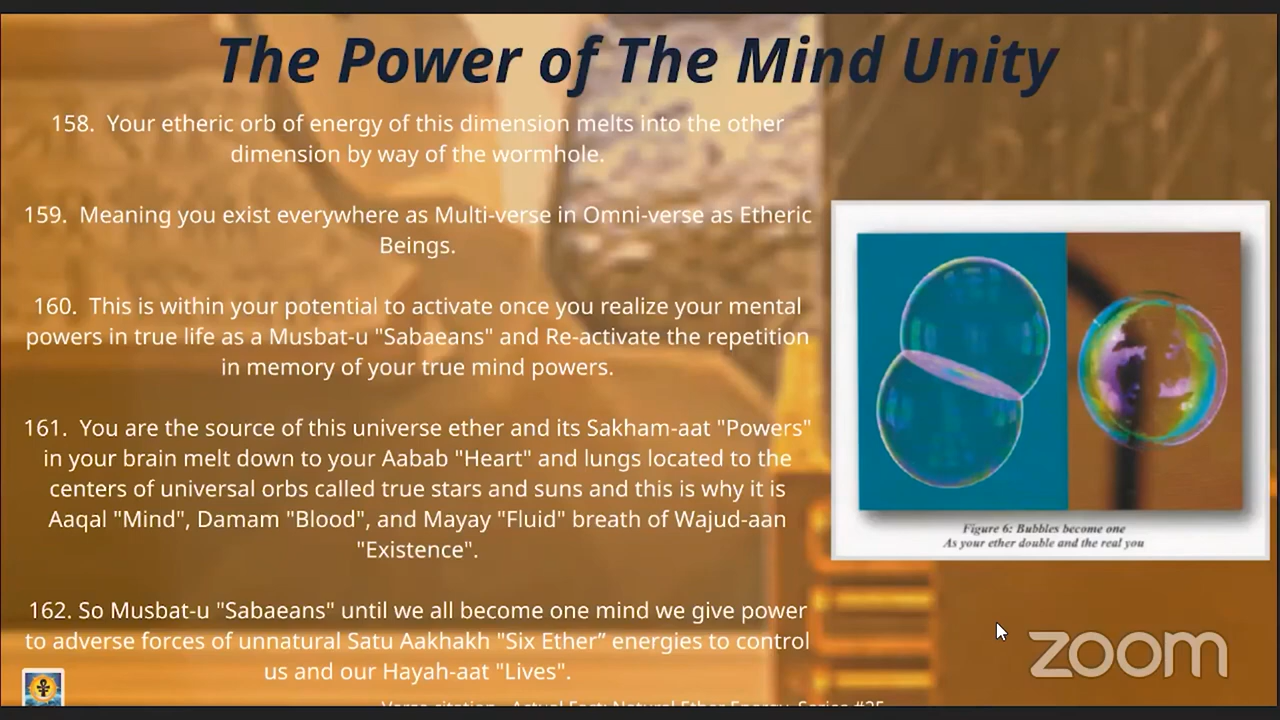 The Power of The Mind Unity
158. Your etheric orb of energy of this dimension melts into the other
dimension by way of the wormhole.
159. Meaning you exist everywhere as Multi-verse in Omni-verse as Etheric
Beings.
160. This is within your potential to activate once you realize your mental
powers in true life as a Musbat-u "Sabaeans" and Re-activate the repetition
in memory of your true mind powers.
161. You are the source of this universe ether and its Sakham-aat "Powers"
in your brain melt down to your Aabab "Heart" and lungs located to the
centers of universal orbs called true stars and suns and this is why it is
Aaqal "Mind", Damam "Blood", and Mayay "Fluid" breath of Wajud-aan
"Existence".
162. So Musbat-u "Sabaeans" until we all become one mind we give power
to adverse forces of unnatural Satu Aakhakh "Six Ether” energies to control
us and our Hayah-aat "Lives".
Figure 6: Bubbles become one
As your ether double and the real you
zoom
Verse citation - Actual Fact: Natural Ether Energy, Series #25